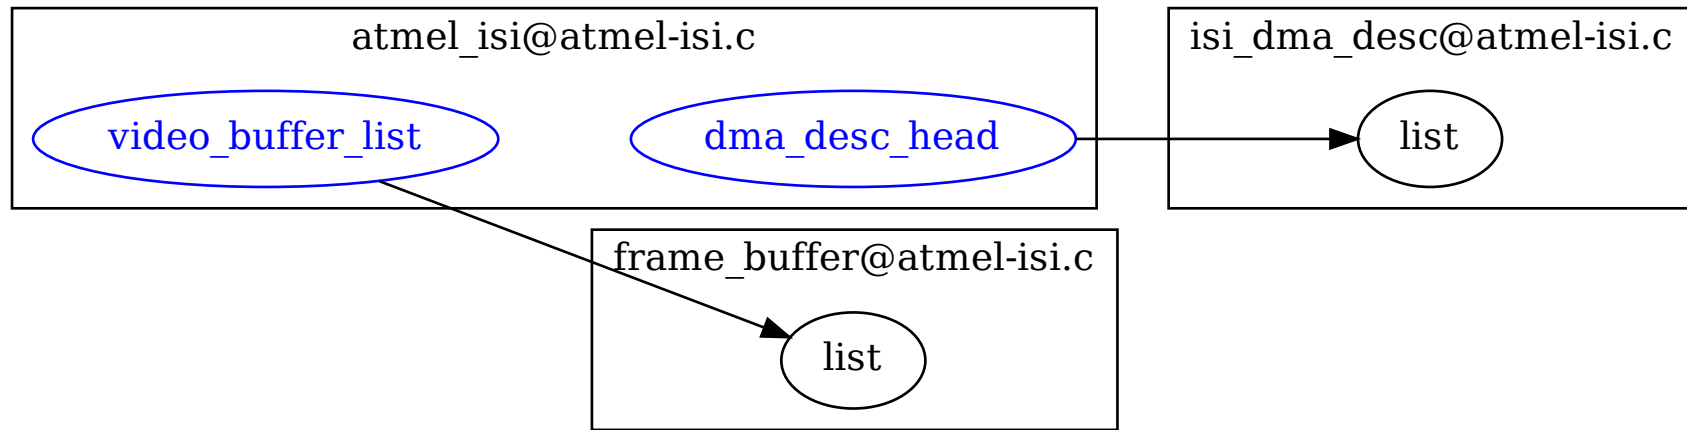 atmel_isi@atmel-isi.c
video_buffer_list
dma_desc_head
isi_dma_desc@atmel-isi.c
list
frame_buffer@atmel-isi.c
list